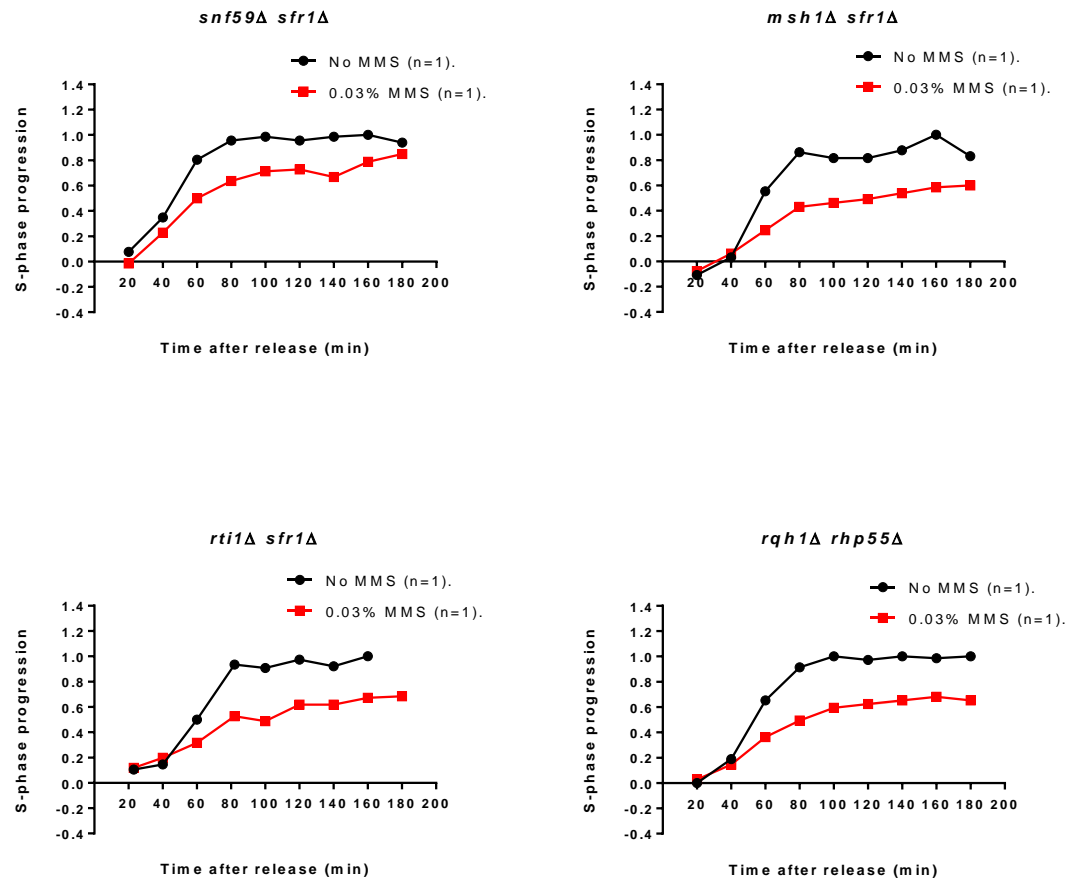 snf59Δ sfr1Δ
No MMS (n=1).
0.03% MMS (n=1).
1.4
1.2
1.0
0.8
0.6
0.4
0.2
0.0
-0.2
-0.4
S-phase progression
20 40 60 80 100 120 140 160 180 200
Time after release (min)
msh1Δ sfr1Δ
No MMS (n=1).
0.03% MMS (n=1).
1.4
1.2
1.0
0.8
0.6
0.4
0.2
0.0
-0.2
-0.4
S-phase progression
20 40 60 80 100 120 140 160 180 200
Time after release (min)
rti1Δ sfr1Δ
No MMS (n=1).
0.03% MMS (n=1).
1.4
1.2
1.0
0.8
0.6
0.4
0.2
0.0
-0.2
-0.4
S-phase progression
20 40 60 80 100 120 140 160 180 200
Time after release (min)
rqh1Δ rhp55Δ
No MMS (n=1).
0.03% MMS (n=1).
1.4
1.2
1.0
0.8
0.6
0.4
0.2
0.0
-0.2
-0.4
S-phase progression
20 40 60 80 100 120 140 160 180 200
Time after release (min)